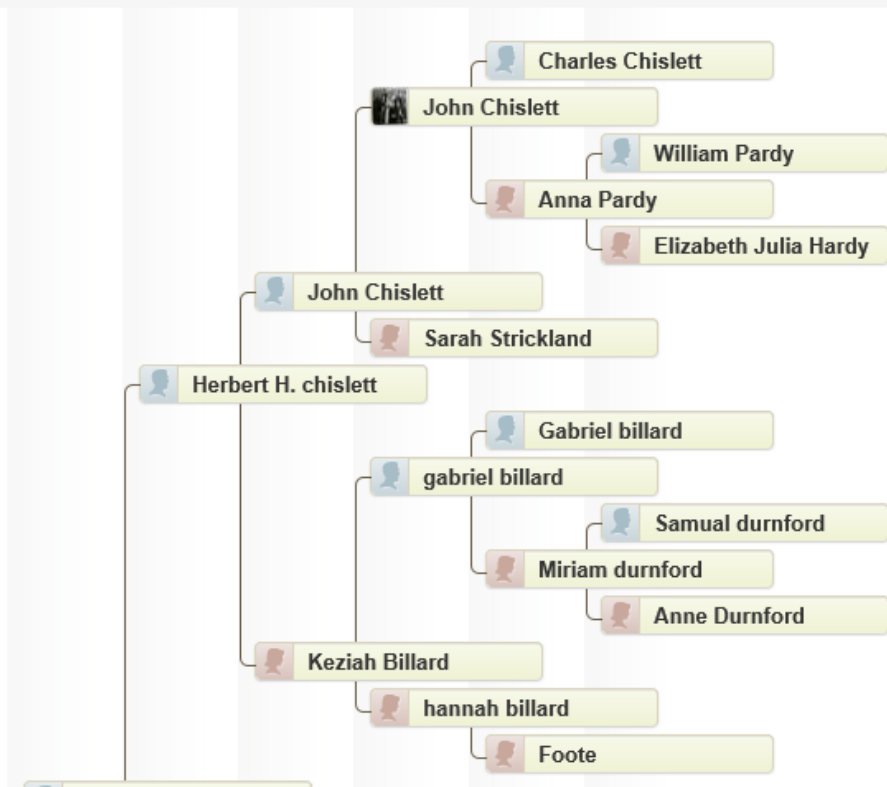 Charles Chislett
John Chislett
William Pardy
Anna Pardy
Elizabeth Julia Hardy
John Chislett
Sarah Strickland
Herbert H. chislett
Gabriel billard
gabriel billard
Samual durnford
Miriam durnford
Anne Durnford
Keziah Billard
hannah billard
Foote